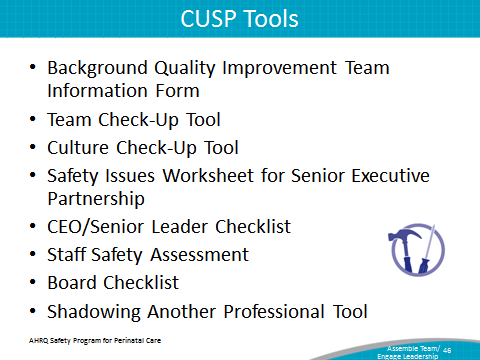 CUSP Tools
• Background Quality Improvement Team
Information Form
• Team Check-Up Tool
• Culture Check-Up Tool
• Safety Issues Worksheet for Senior Executive
Partnership
• CEO/Senior Leader Checklist
• Staff Safety Assessment
• Board Checklist
• Shadowing Another Professional Tool
AHRQ Safety Program for Perinatal Care
Assemble Team/
Engage Leadership
46